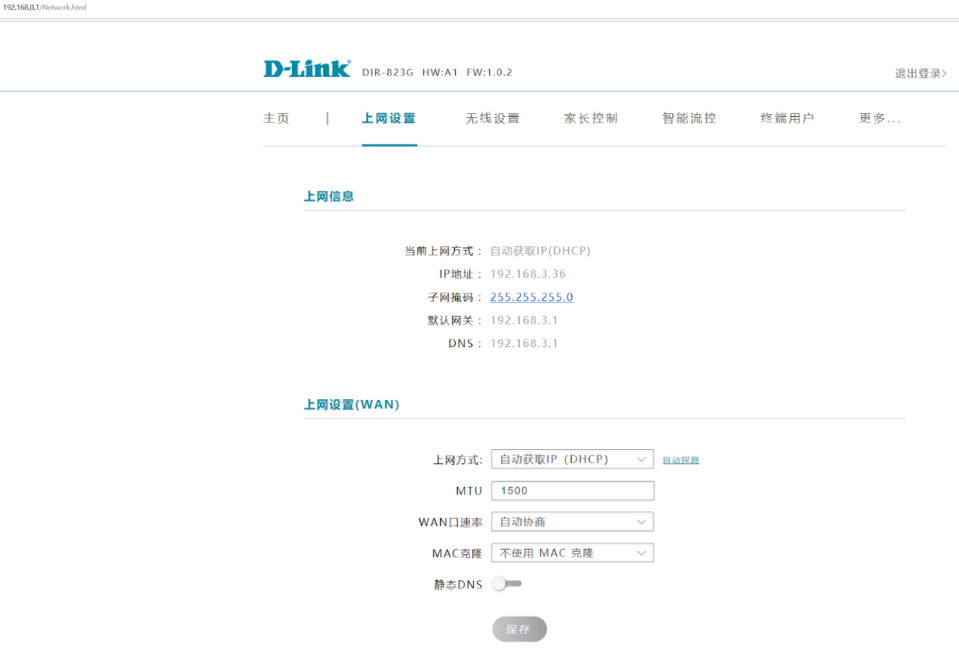 192.168.0.1/Network.html
D-Link DIR-823G HW:A1 FW:1.0.2
退出登录>
主页 | 上网设置 无线设置 家长控制 智能流控 终端用户 更多...
上网信息
当前上网方式： 自动获取IP(DHCP)
IP地址： 192.168.3.36
子网掩码： 255.255.255.0
默认网关： 192.168.3.1
DNS： 192.168.3.1
上网设置(WAN)
上网方式: 自动获取IP（DHCP） 自动探测
MTU 1500
WAN口速率 自动协商
MAC克隆 不使用 MAC 克隆
静态DNS
保存